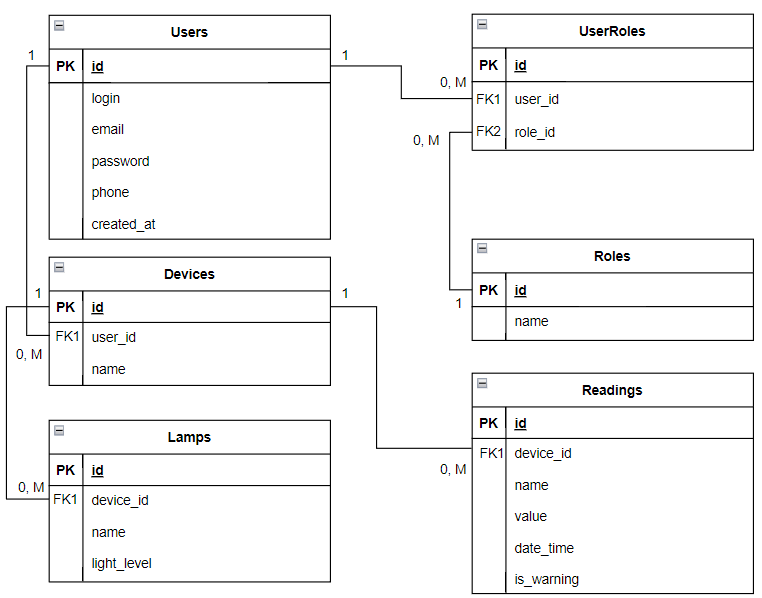 Users
PK id
login
email
password
phone
created_at
1
1
0, M
UserRoles
PK id
FK1 user_id
FK2 role_id
0, M
1
Roles
PK id
name
Devices
PK id
FK1 user_id
name
1
0, M
1
0, M
Lamps
PK id
FK1 device_id
name
light_level
0, M
Readings
PK id
FK1 device_id
name
value
date_time
is_warning